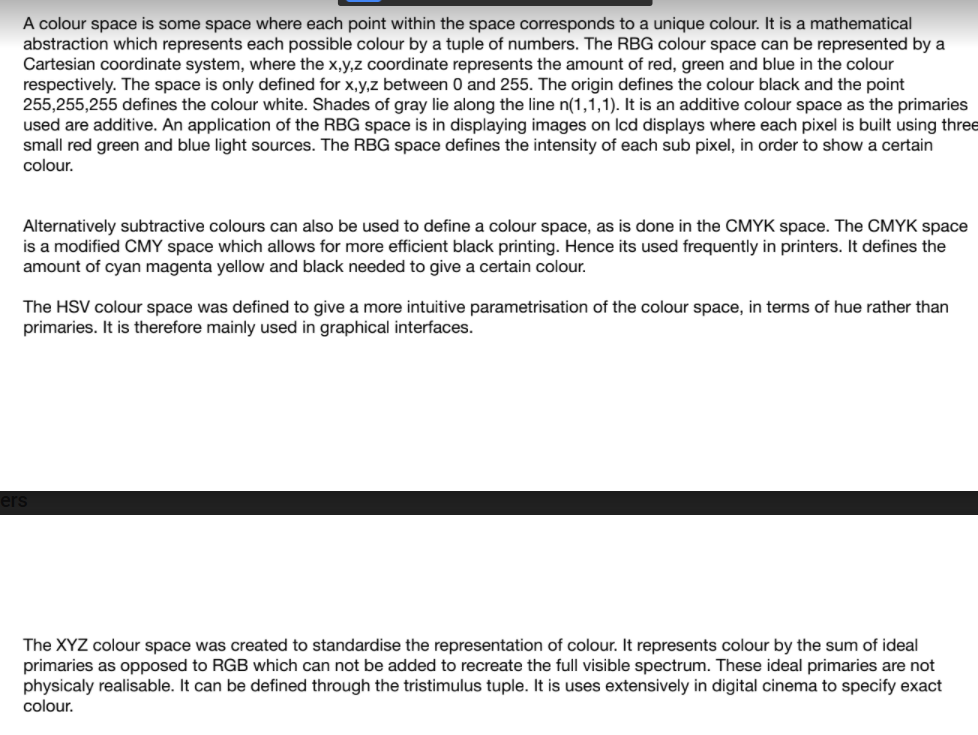 A colour space is some space where each point within the space corresponds to a unique colour. It is a mathematical
abstraction which represents each possible colour by a tuple of numbers. The RBG colour space can be represented by a
Cartesian coordinate system, where the x,y,z coordinate represents the amount of red, green and blue in the colour
respectively. The space is only defined for x,y,z between 0 and 255. The origin defines the colour black and the point
255,255,255 defines the colour white. Shades of gray lie along the line n(1,1,1). It is an additive colour space as the primaries
used are additive. An application of the RBG space is in displaying images on lcd displays where each pixel is built using three
small red green and blue light sources. The RBG space defines the intensity of each sub pixel, in order to show a certain
colour.
Alternatively subtractive colours can also be used to define a colour space, as is done in the CMYK space. The CMYK space
is a modified CMY space which allows for more efficient black printing. Hence its used frequently in printers. It defines the
amount of cyan magenta yellow and black needed to give a certain colour.
The HSV colour space was defined to give a more intuitive parametrisation of the colour space, in terms of hue rather than
primaries. It is therefore mainly used in graphical interfaces.
ers
The XYZ colour space was created to standardise the representation of colour. It represents colour by the sum of ideal
primaries as opposed to RGB which can not be added to recreate the full visible spectrum. These ideal primaries are not
physicaly realisable. It can be defined through the tristimulus tuple. It is uses extensively in digital cinema to specify exact
colour.